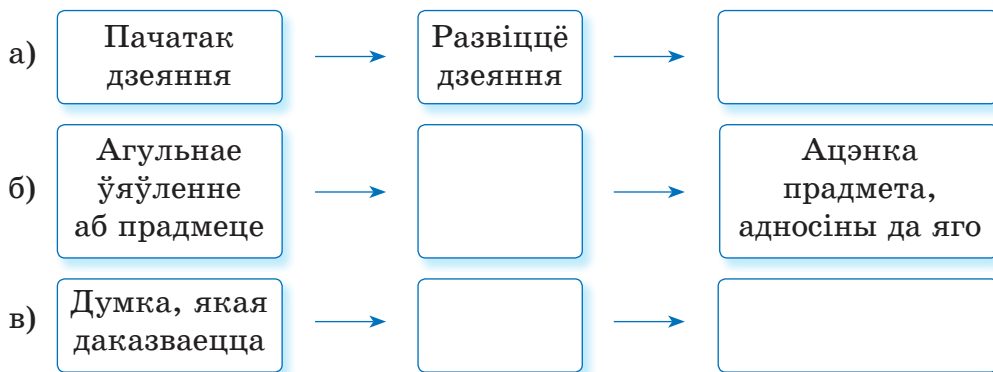 а)
Пачатак
дзеяння
Развіццё
дзеяння
б)
Агульнае
ўяўленне
аб прадмеце
Ацэнка
прадмета,
адносіны да яго
в)
Думка, якая
даказваецца